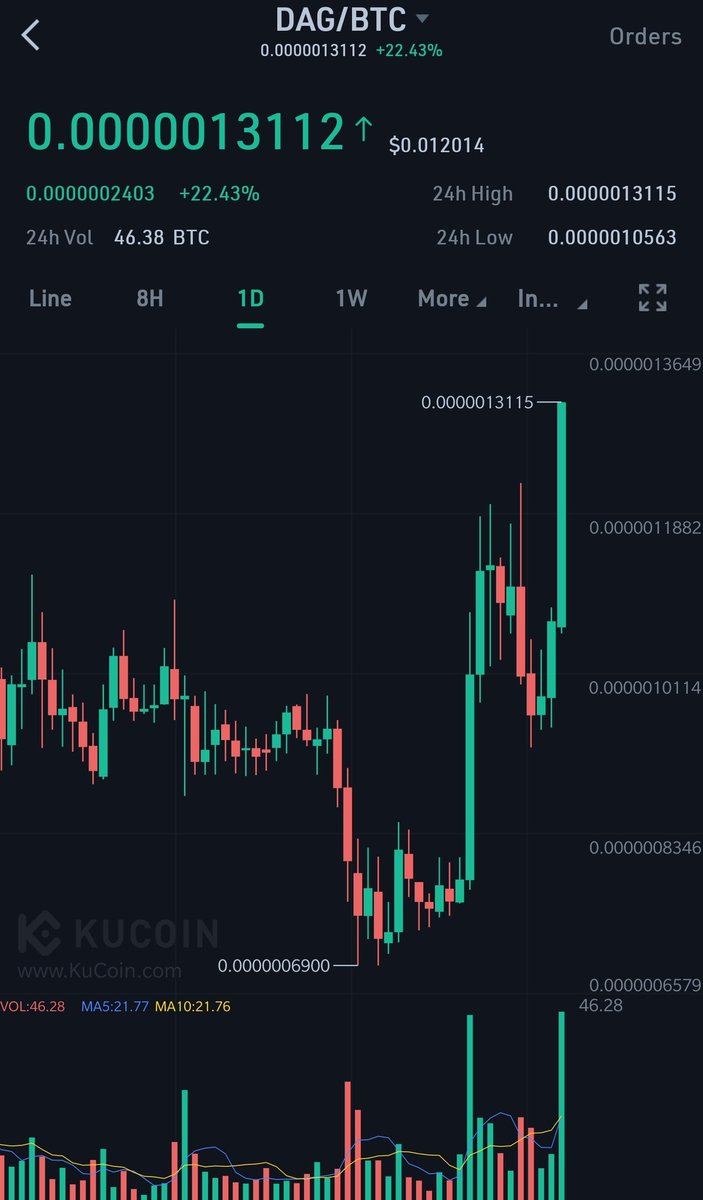 DAG/BTC
0.0000013112 +22.43%
Orders
0.0000013112↑ $0.012014
0.0000002403 +22.43% 24h High 0.0000013115
24h Vol 46.38 BTC 24h Low 0.0000010563
Line 8H 1D 1W More In...
0.0000013649
0.0000013115
0.0000011882
0.0000010114
0.0000008346
KUCOIN
www.KuCoin.com
0.0000006900
0.0000006579
VOL:46.28 MA5:21.77 MA10:21.76 46.28